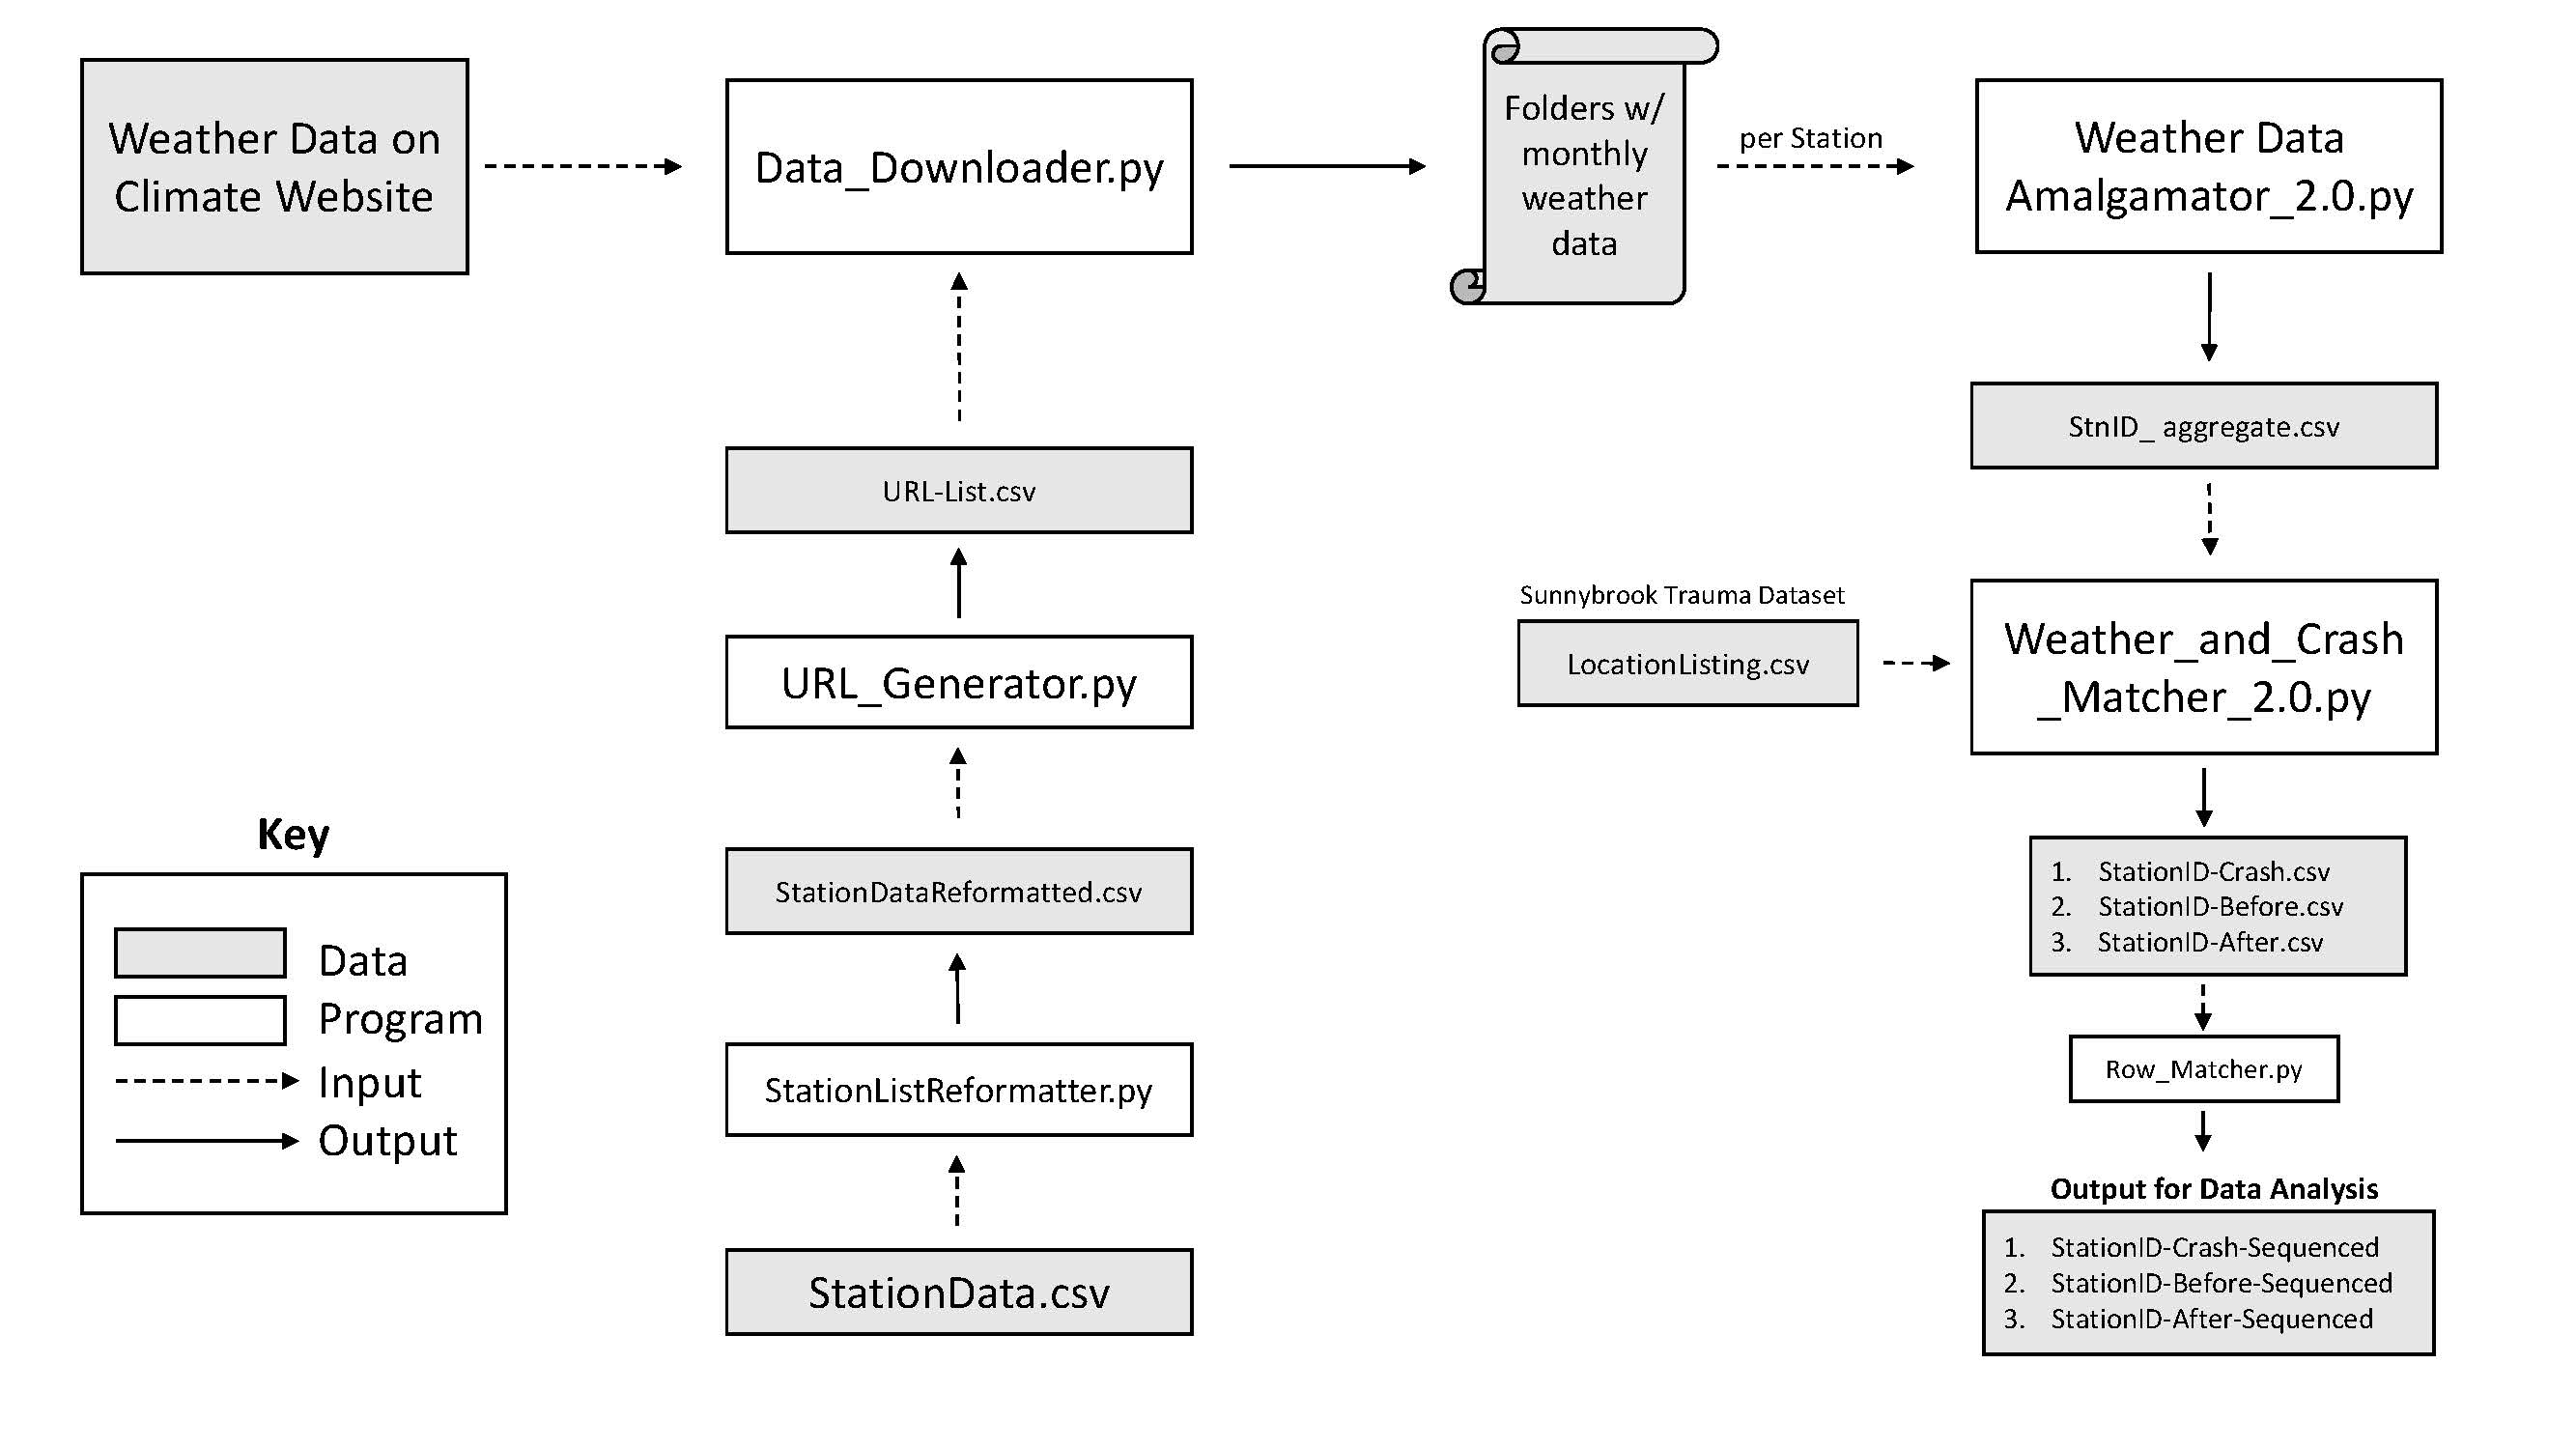 Weather Data on
Climate Website
Data_Downloader.py
Folders w/
monthly
weather
data
per Station
Weather Data
Amalgamator_2.0.py
StnID_ aggregate.csv
URL-List.csv
Sunnybrook Trauma Dataset
LocationListing.csv
Weather_and_Crash
_Matcher_2.0.py
URL_Generator.py
StationDataReformatted.csv
1. StationID-Crash.csv
2. StationID-Before.csv
3. StationID-After.csv
StationListReformatter.py
Row_Matcher.py
StationData.csv
Output for Data Analysis
1. StationID-Crash-Sequenced
2. StationID-Before-Sequenced
3. StationID-After-Sequenced
Key
Data
Program
Input
Output